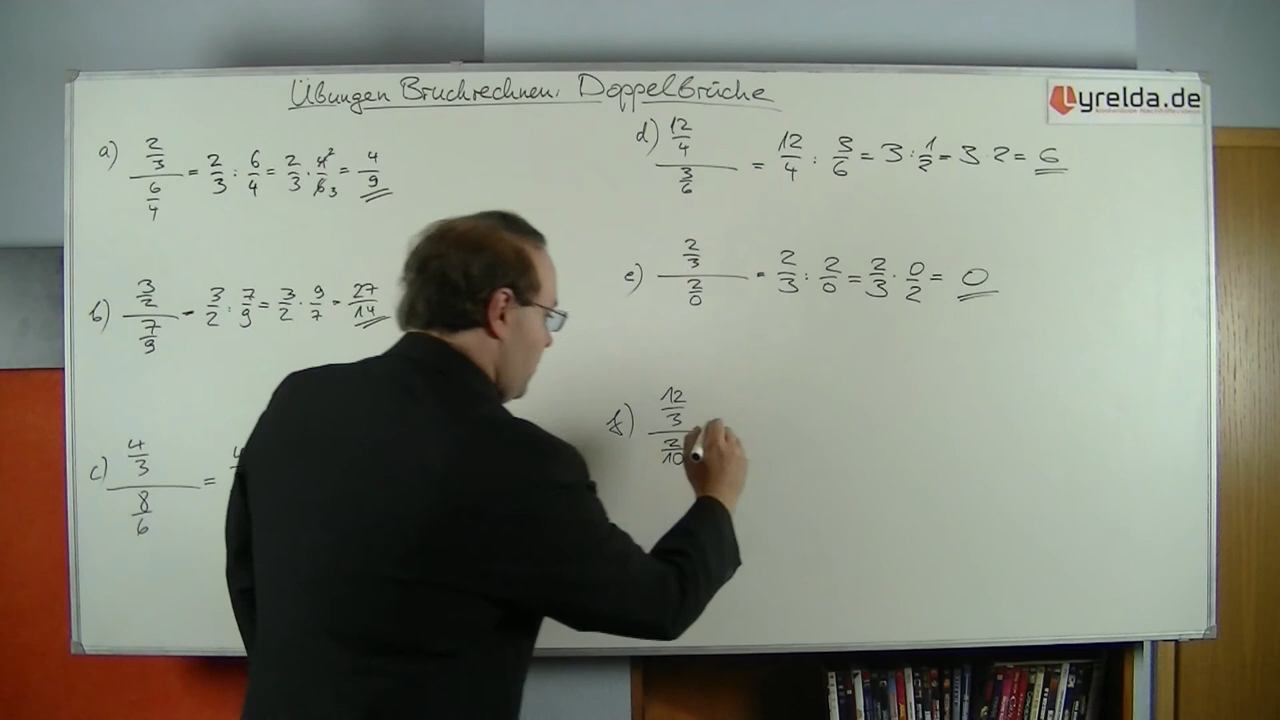 Übungen Bruchrechnen: Doppelbrüche
Lyrelda.de
a) 2/3 / 6/4 = 2/3 : 6/4 = 2/3 · 4²/6₃ = 4/9
b) 3/2 / 7/9 = 3/2 : 7/9 = 3/2 · 9/7 = 27/14
c) 4/3 / 8/6 = 4
d) 12/4 / 3/6 = 12/4 : 3/6 = 3 : 1/2 = 3 · 2 = 6
e) 2/3 / 2/0 = 2/3 : 2/0 = 2/3 · 0/2 = 0
f) 12/3 / 2/10